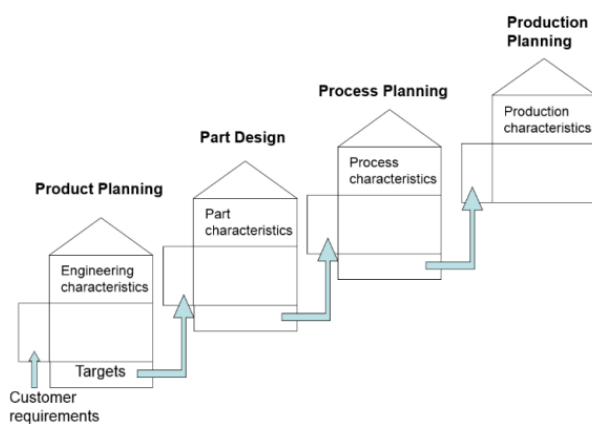 Production
Planning
Process Planning
Production
characteristics
Part Design
Process
characteristics
Product Planning
Part
characteristics
Engineering
characteristics
Targets
Customer
requirements